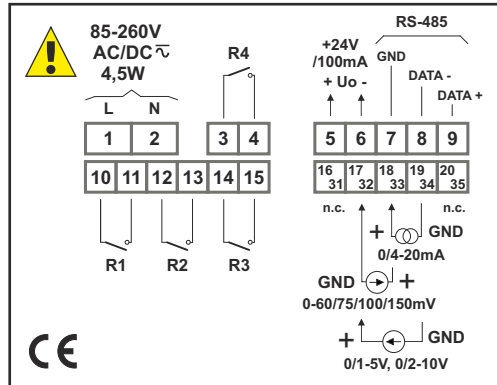 85-260V
AC/DC
4,5W
L N
R4
+24V
/100mA
+ Uo -
RS-485
GND
DATA -
DATA +
1 2 3 4 5 6 7 8 9
10 11 12 13 14 15
16 17 18 19 20
31 32 33 34 35
R1 R2 R3
n.c. n.c.
+ GND
0/4-20mA
GND +
0-60/75/100/150mV
+ GND
0/1-5V, 0/2-10V
CE